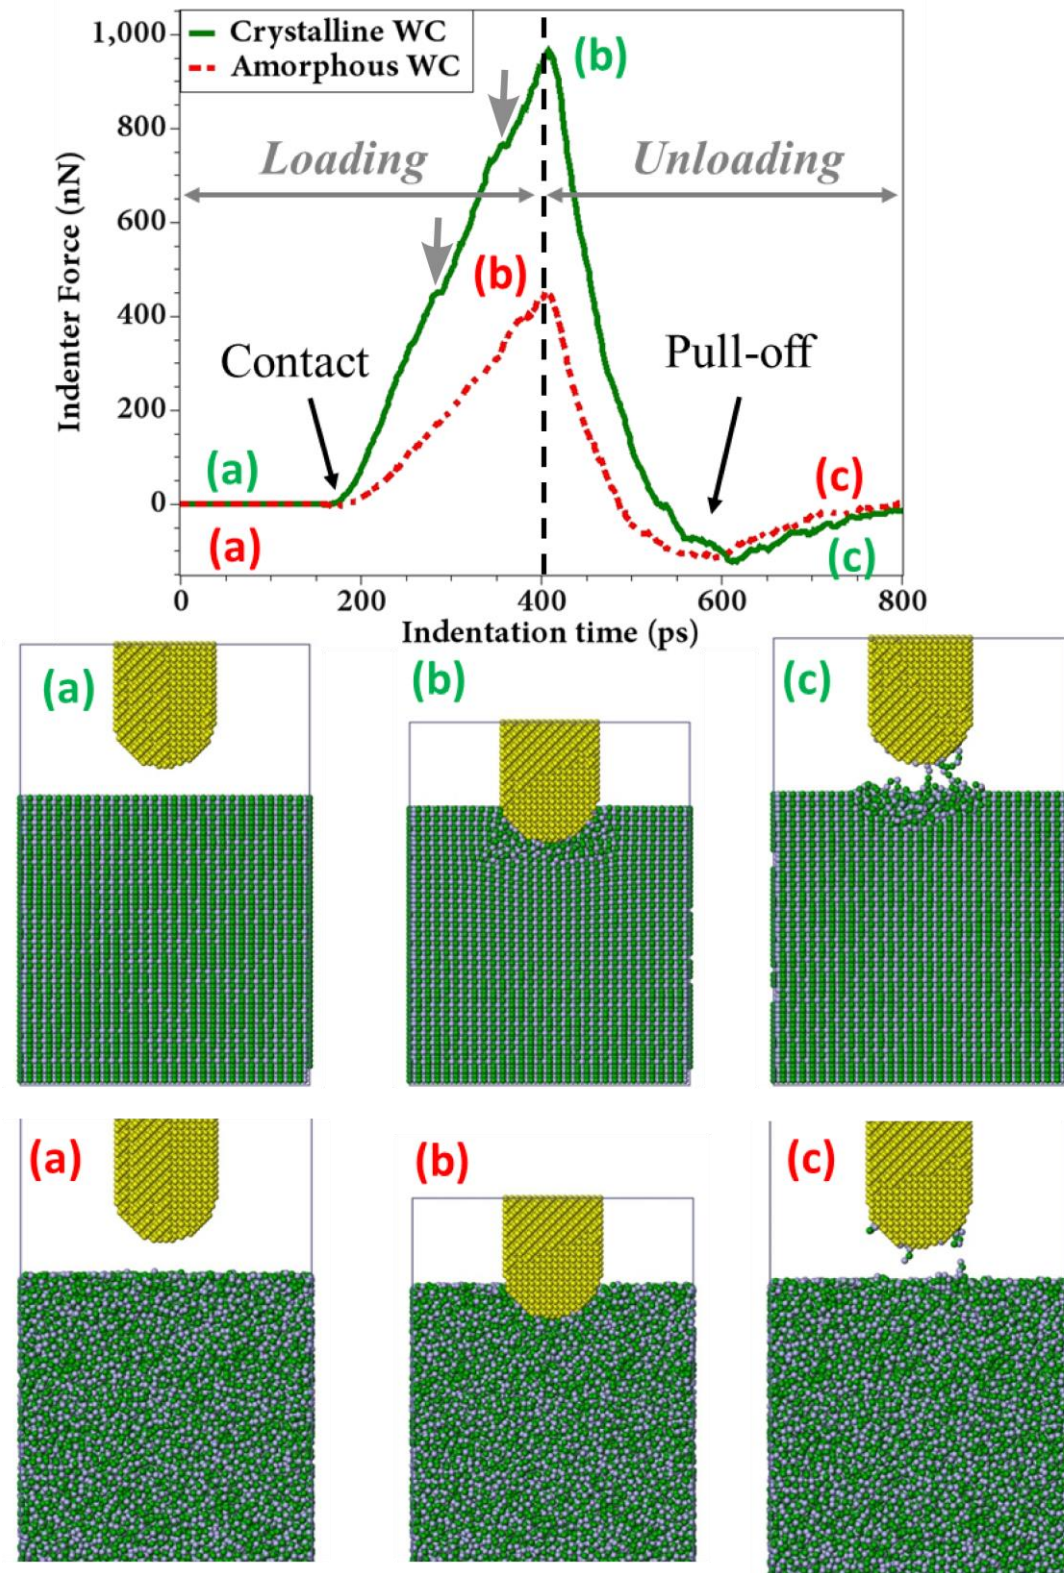 1,000
800
600
400
200
0
Indenter Force (nN)
Crystalline WC
Amorphous WC
(b)
Loading
Unloading
(b)
Contact
Pull-off
(a)
(a)
(c)
(c)
0 200 400 600 800
Indentation time (ps)
(a) (b) (c)
(a) (b) (c)